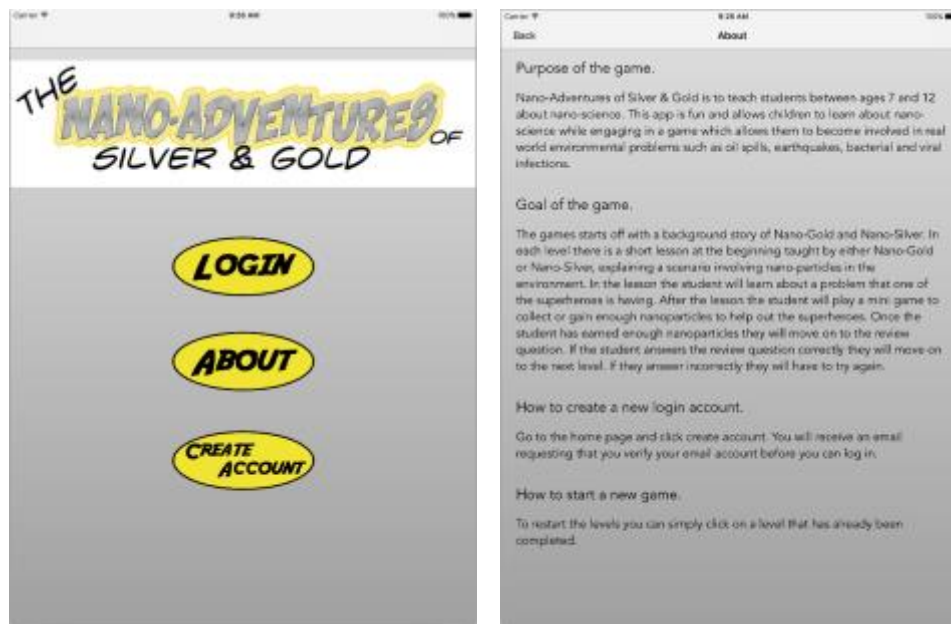 Carrier
9:26 AM
100%
THE
NANO-ADVENTURES
OF
SILVER & GOLD
LOGIN
ABOUT
CREATE
ACCOUNT
Carrier
9:26 AM
100%
Back
About
Purpose of the game.
Nano-Adventures of Silver & Gold is to teach students between ages 7 and 12
about nano-science. This app is fun and allows children to learn about nano-
science while engaging in a game which allows them to become involved in real
world environmental problems such as oil spills, earthquakes, bacterial and viral
infections.
Goal of the game.
The games starts off with a background story of Nano-Gold and Nano-Silver. In
each level there is a short lesson at the beginning taught by either Nano-Gold
or Nano-Silver, explaining a scenario involving nano-particles in the
environment. In the lesson the student will learn about a problem that one of
the superheroes is having. After the lesson the student will play a mini game to
collect or gain enough nanoparticles to help out the superheroes. Once the
student has earned enough nanoparticles they will move on to the review
question. If the student answers the review question correctly they will move on
to the next level. If they answer incorrectly they will have to try again.
How to create a new login account.
Go to the home page and click create account. You will receive an email
requesting that you verify your email account before you can log in.
How to start a new game.
To restart the levels you can simply click on a level that has already been
completed.